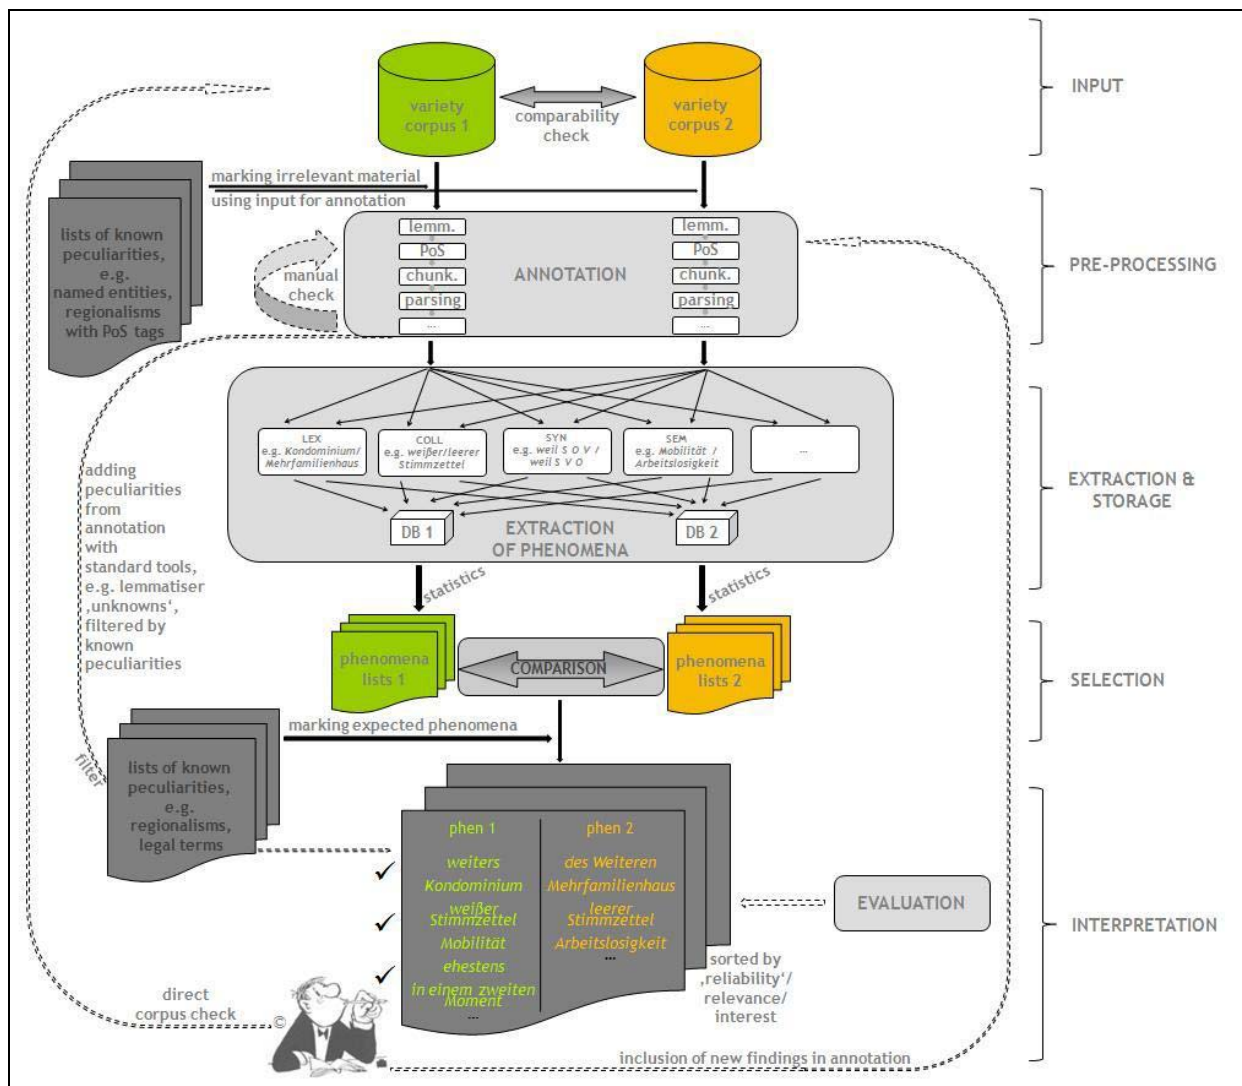 INPUT
variety
corpus 1
comparability
check
variety
corpus 2
marking irrelevant material
using input for annotation
lists of known
peculiarities,
e.g.
named entities,
regionalisms
with PoS tags
manual
check
lemm.
PoS
chunk.
parsing
...
ANNOTATION
lemm.
PoS
chunk.
parsing
...
PRE-PROCESSING
LEX
e.g. Kondominium/
Mehrfamilienhaus
COLL
e.g. weißer/leerer
Stimmzettel
SYN
e.g. weil S O V /
weil S V O
SEM
e.g. Mobilität /
Arbeitslosigkeit
...
DB 1
EXTRACTION
OF PHENOMENA
DB 2
EXTRACTION &
STORAGE
adding
peculiarities
from
annotation
with
standard tools,
e.g. lemmatiser
‚unknowns‘,
filtered by
known
peculiarities
statistics
statistics
phenomena
lists 1
COMPARISON
phenomena
lists 2
SELECTION
marking expected phenomena
filter
lists of known
peculiarities,
e.g.
regionalisms,
legal terms
phen 1
weiters
Kondominium
weißer
Stimmzettel
Mobilität
ehestens
in einem zweiten
Moment
...
phen 2
des Weiteren
Mehrfamilienhaus
leerer
Stimmzettel
Arbeitslosigkeit
...
EVALUATION
INTERPRETATION
sorted by
‚reliability‘/
relevance/
interest
direct
corpus check
©
inclusion of new findings in annotation